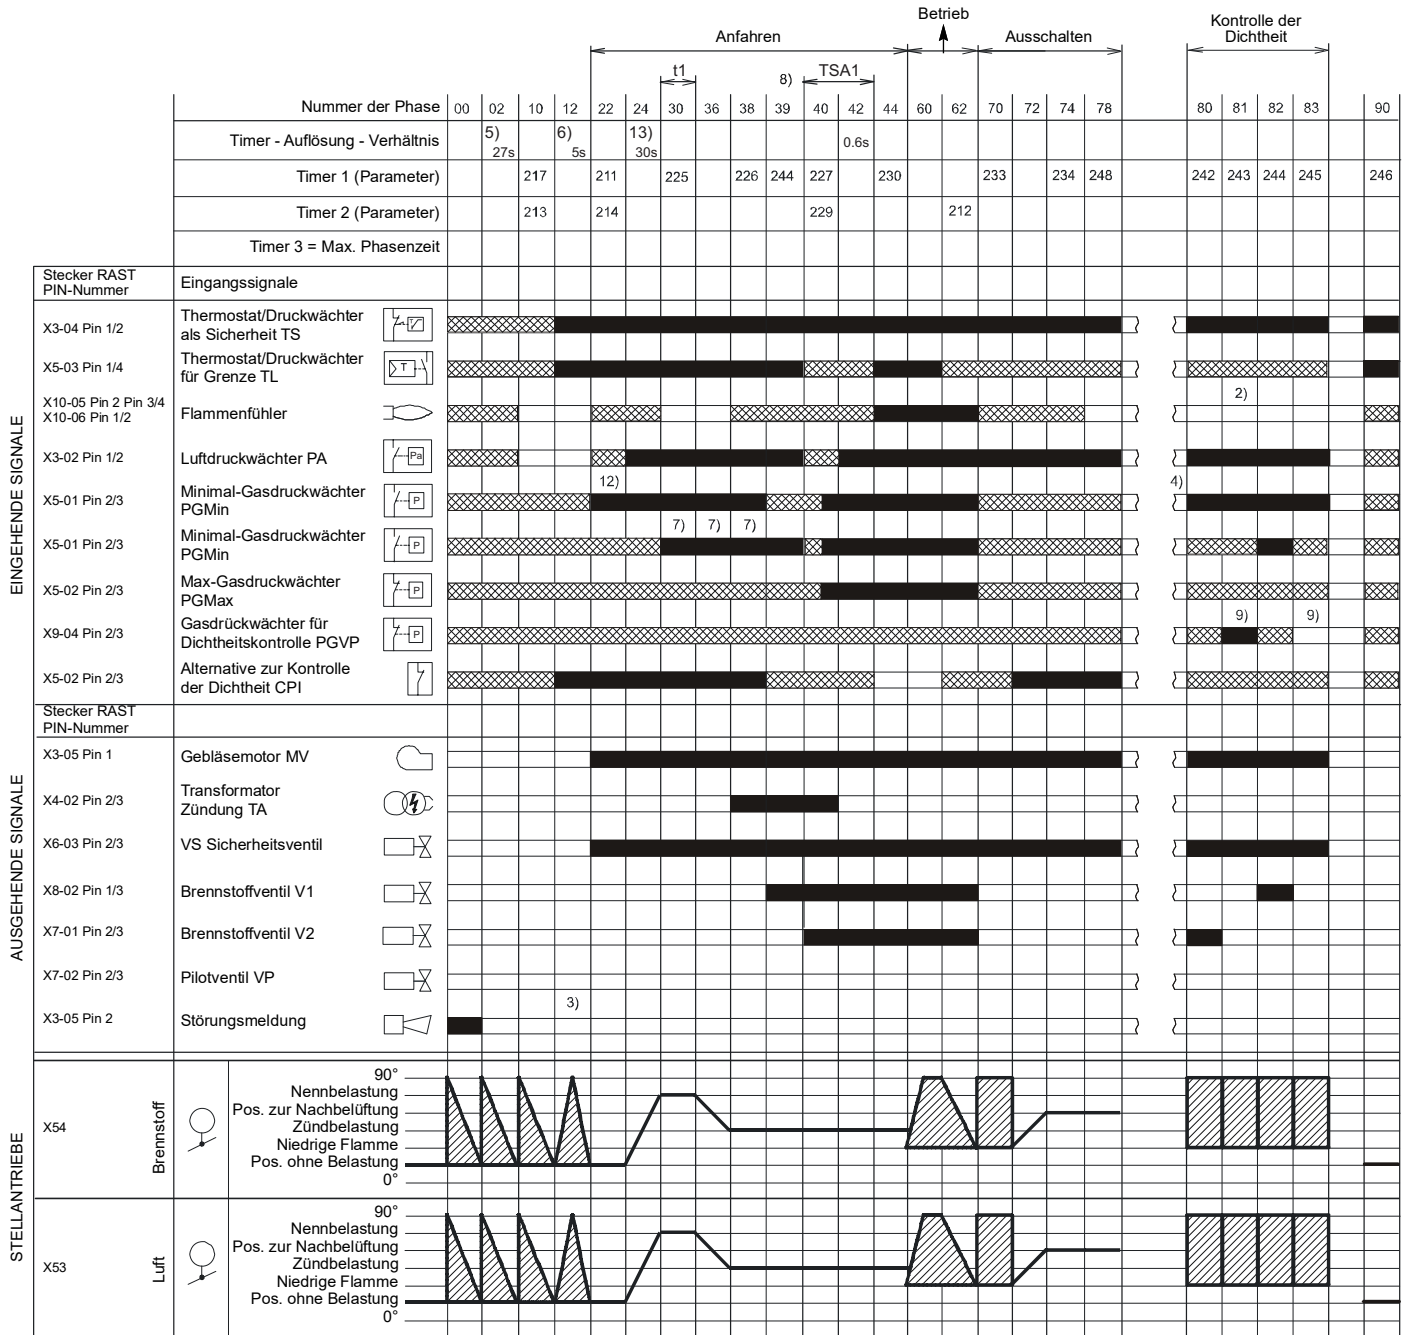 Betrieb
Anfahren
Ausschalten
Kontrolle der
Dichtheit
t1
8)
TSA1
Nummer der Phase 00 02 10 12 22 24 30 36 38 39 40 42 44 60 62 70 72 74 78 80 81 82 83 90
5) 6) 13)
Timer - Auflösung - Verhältnis 27s 5s 30s 0.6s
Timer 1 (Parameter) 217 211 225 226 244 227 230 233 234 248 242 243 244 245 246
Timer 2 (Parameter) 213 214 229 212
Timer 3 = Max. Phasenzeit
Stecker RAST
PIN-Nummer
Eingangssignale
EINGEHENDE SIGNALE
X3-04 Pin 1/2
Thermostat/Druckwächter
als Sicherheit TS
X5-03 Pin 1/4
Thermostat/Druckwächter
für Grenze TL
T
2)
X10-05 Pin 2 Pin 3/4
X10-06 Pin 1/2
Flammenfühler
X3-02 Pin 1/2
Luftdruckwächter PA
Pa
12) 4)
X5-01 Pin 2/3
Minimal-Gasdruckwächter
PGMin
P
7) 7) 7)
X5-01 Pin 2/3
Minimal-Gasdruckwächter
PGMin
P
X5-02 Pin 2/3
Max-Gasdruckwächter
PGMax
P
9) 9)
X9-04 Pin 2/3
Gasdrückwächter für
Dichtheitskontrolle PGVP
P
X5-02 Pin 2/3
Alternative zur Kontrolle
der Dichtheit CPI
Stecker RAST
PIN-Nummer
AUSGEHENDE SIGNALE
X3-05 Pin 1
Gebläsemotor MV
X4-02 Pin 2/3
Transformator
Zündung TA
X6-03 Pin 2/3
VS Sicherheitsventil
X8-02 Pin 1/3
Brennstoffventil V1
X7-01 Pin 2/3
Brennstoffventil V2
X7-02 Pin 2/3
Pilotventil VP
3)
X3-05 Pin 2
Störungsmeldung
STELLANTRIEBE
X54
Brennstoff
90°
Nennbelastung
Pos. zur Nachbelüftung
Zündbelastung
Niedrige Flamme
Pos. ohne Belastung
0°
X53
Luft
90°
Nennbelastung
Pos. zur Nachbelüftung
Zündbelastung
Niedrige Flamme
Pos. ohne Belastung
0°